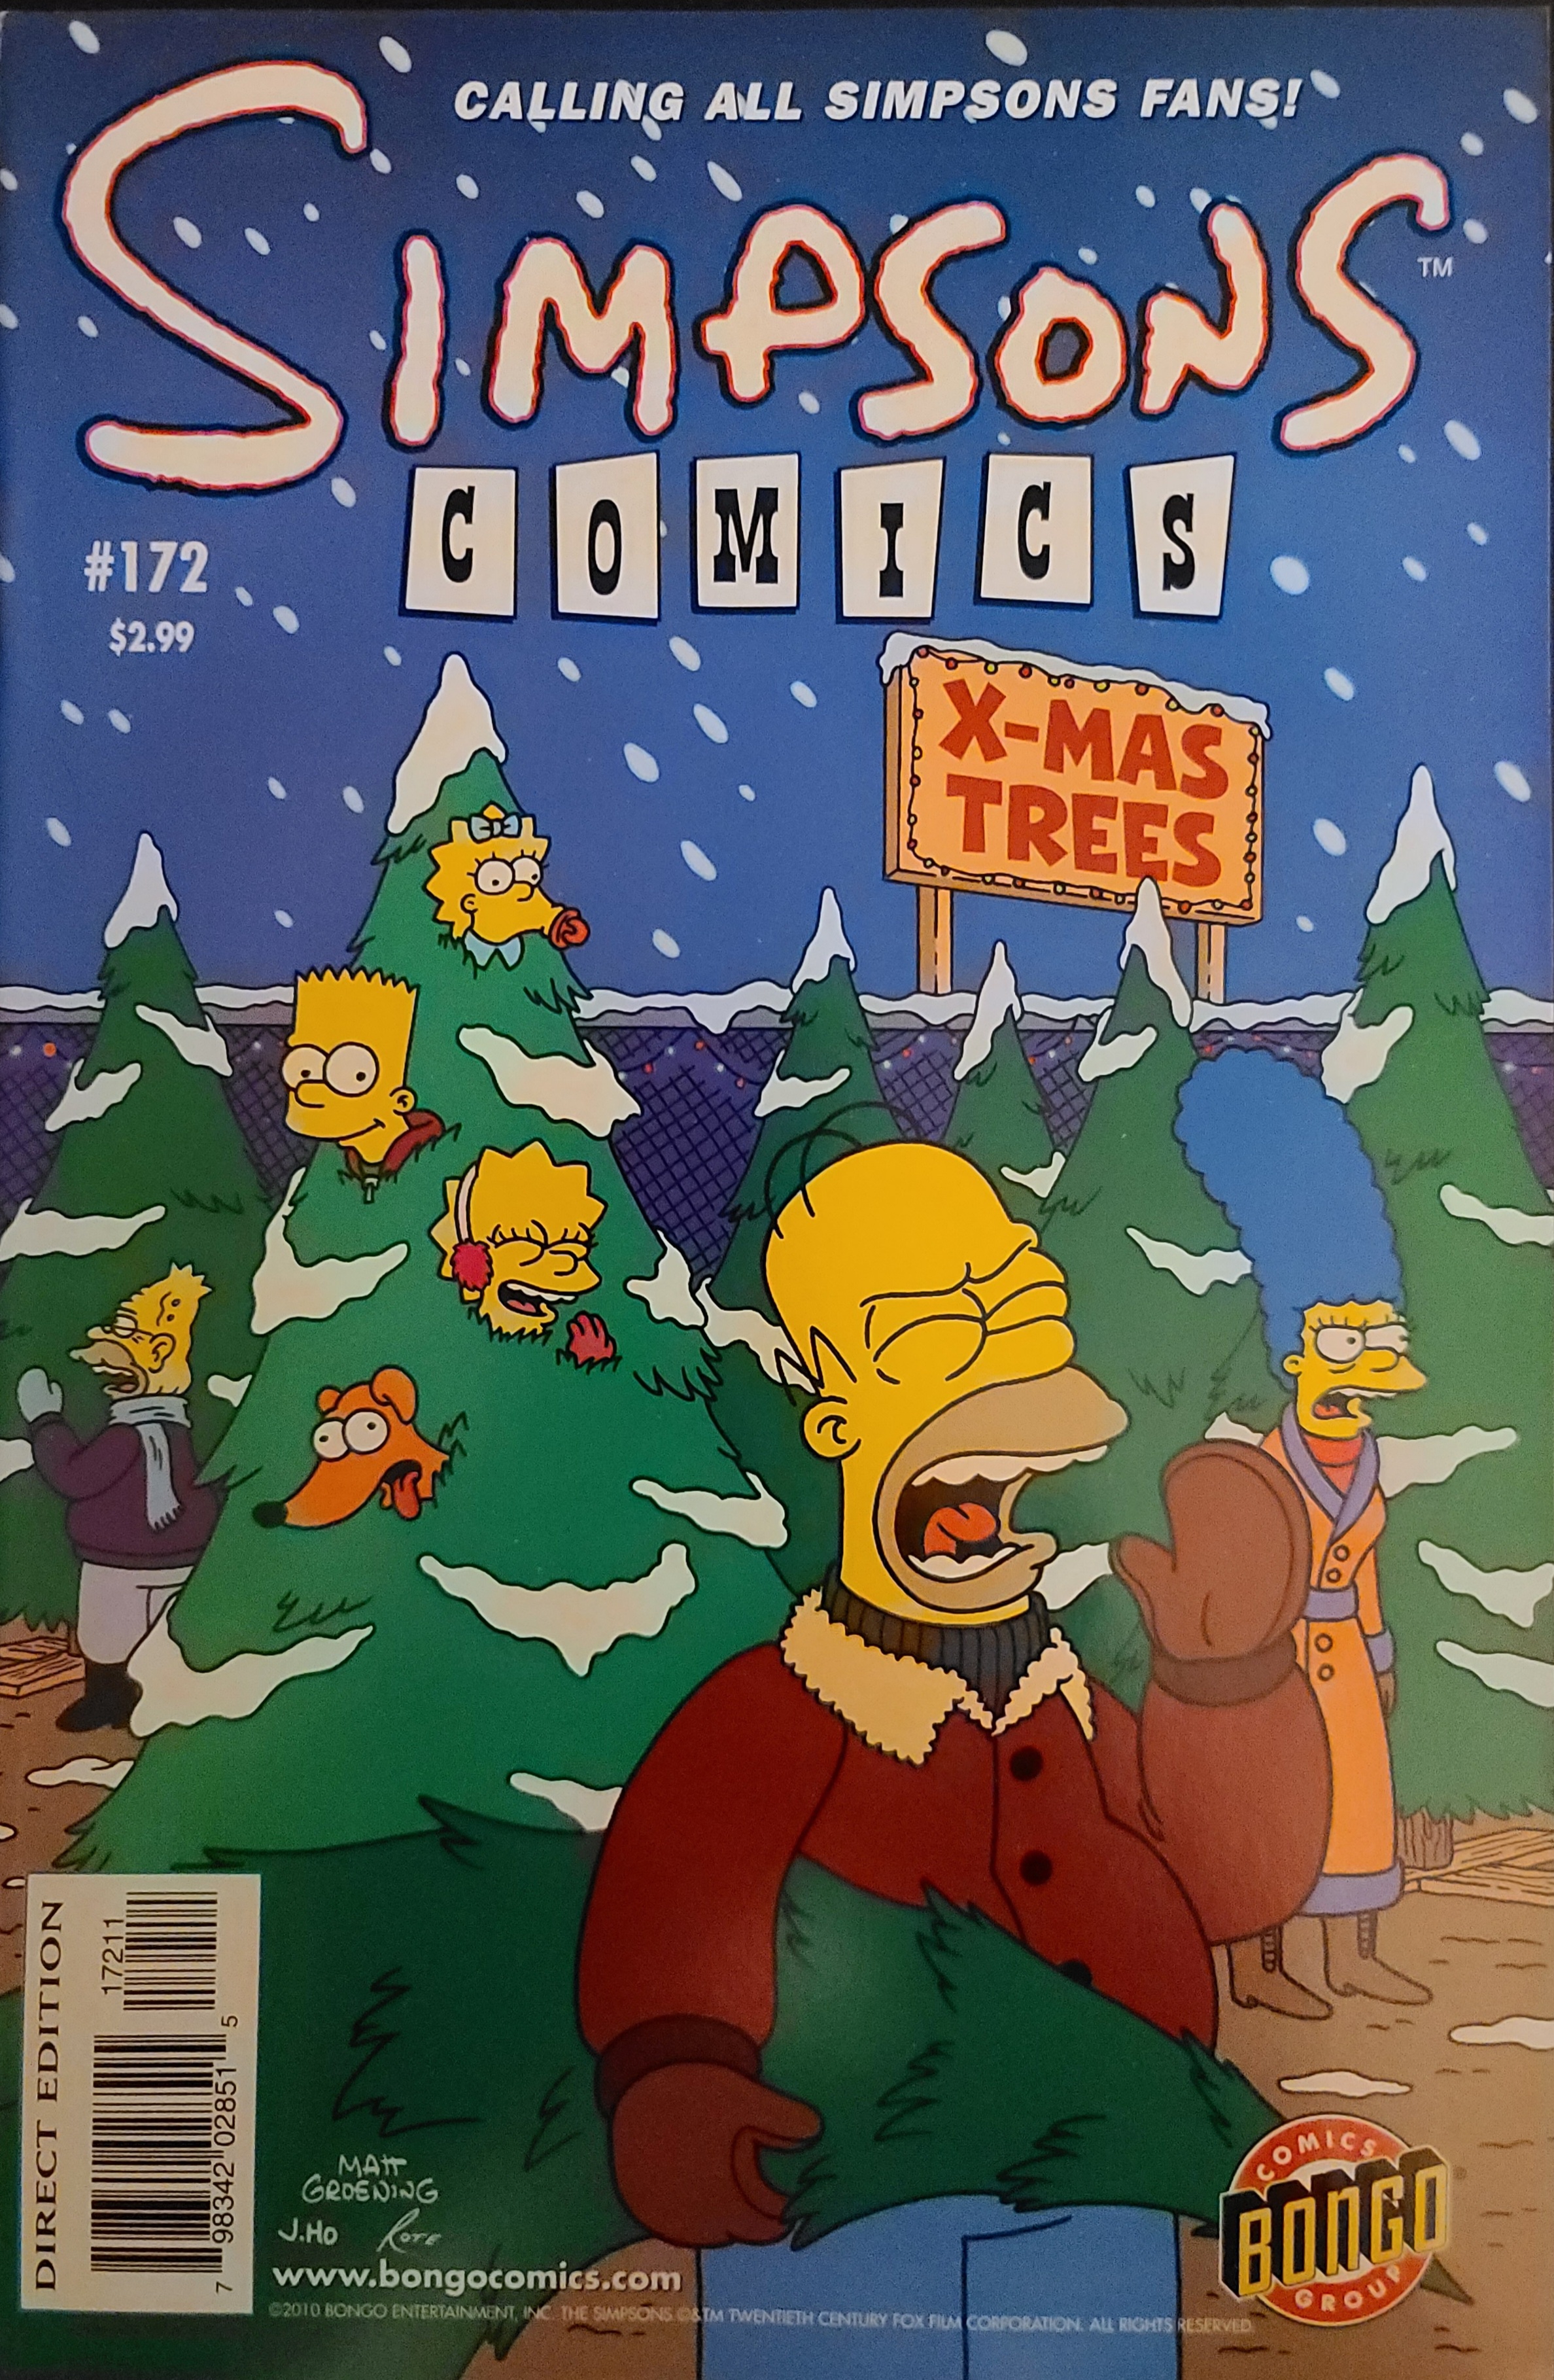 CALLING ALL SIMPSONS FANS!
SIMPSONS™
COMICS
#172
$2.99
X-MAS
TREES
DIRECT EDITION
17211
7 98342 02851 5
MATT
GROENING
J.HO
ROTE
www.bongocomics.com
©2010 BONGO ENTERTAINMENT, INC. THE SIMPSONS ©&TM TWENTIETH CENTURY FOX FILM CORPORATION. ALL RIGHTS RESERVED.
COMICS
BONGO
GROUP